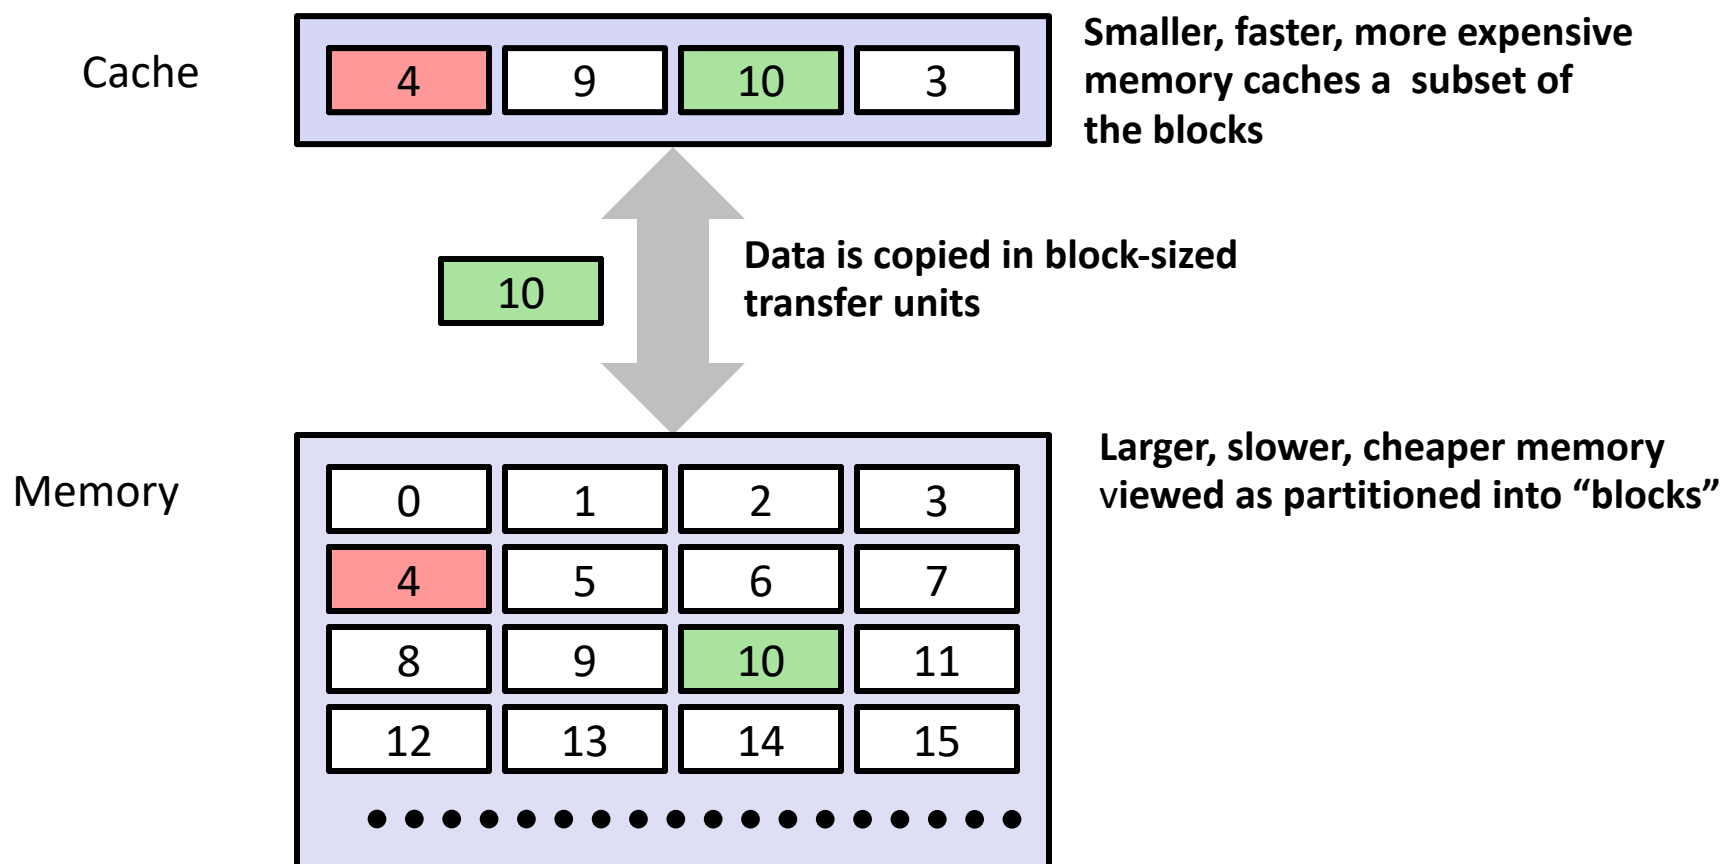 Cache
4 9 10 3
Smaller, faster, more expensive
memory caches a  subset of
the blocks
10
Data is copied in block-sized
transfer units
Memory
Larger, slower, cheaper memory
viewed as partitioned into “blocks”
0 1 2 3
4 5 6 7
8 9 10 11
12 13 14 15